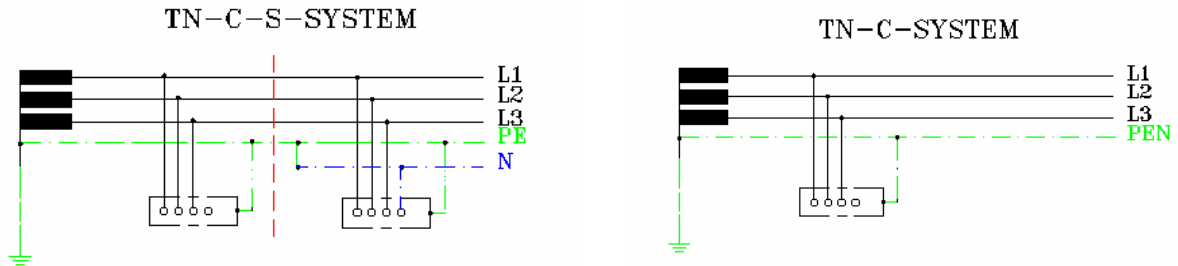 TN-C-S-SYSTEM
L1
L2
L3
PE
N
TN-C-SYSTEM
L1
L2
L3
PEN